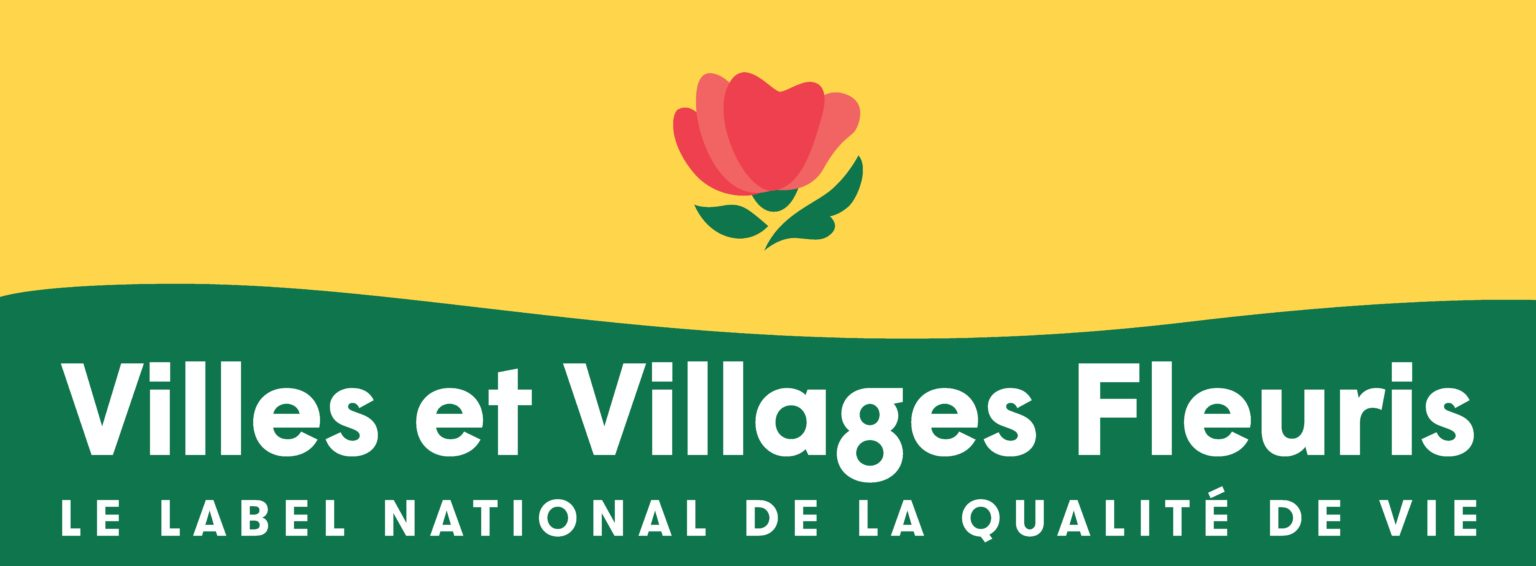 Villes et Villages Fleuris
LE LABEL NATIONAL DE LA QUALITÉ DE VIE